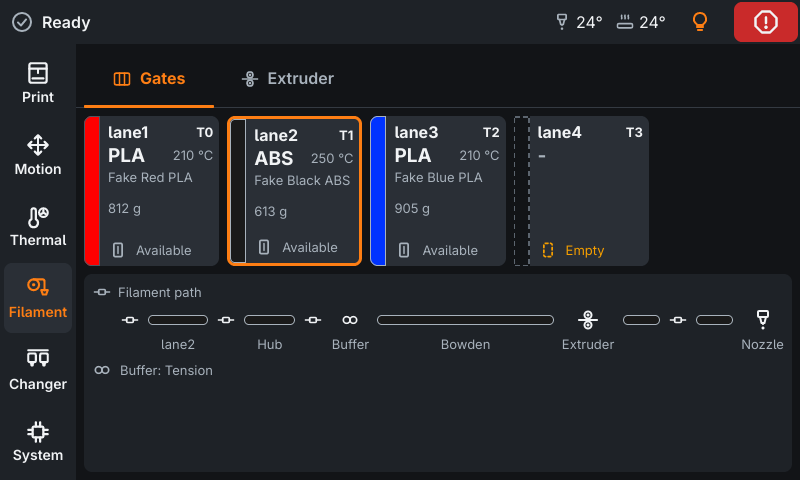 Ready
24°
24°
Print
Motion
Thermal
Filament
Changer
System
Gates
Extruder
lane1 T0
PLA 210 °C
Fake Red PLA
812 g
Available
lane2 T1
ABS 250 °C
Fake Black ABS
613 g
Available
lane3 T2
PLA 210 °C
Fake Blue PLA
905 g
Available
lane4 T3
-
Empty
Filament path
lane2 Hub Buffer Bowden Extruder Nozzle
Buffer: Tension